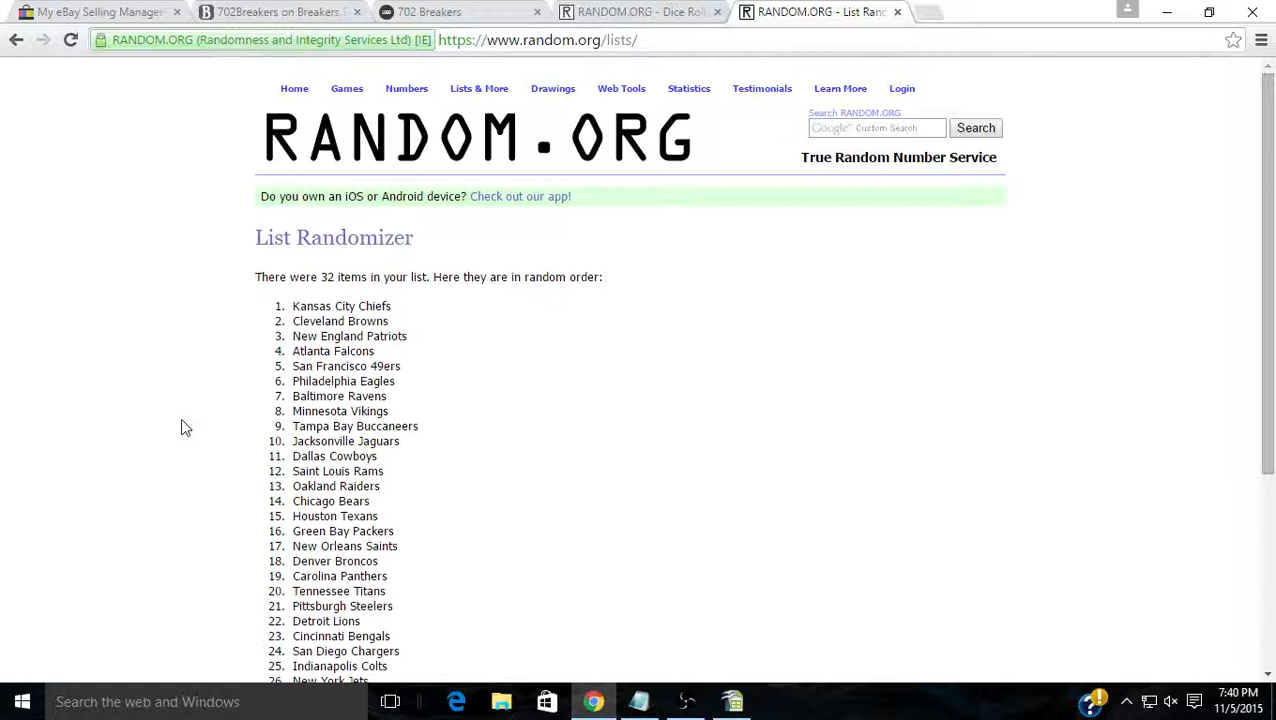 My eBay Selling Manager
702Breakers on Breakers.T
702 Breakers
RANDOM.ORG - Dice Roll
RANDOM.ORG - List Ran
RANDOM.ORG (Randomness and Integrity Services Ltd) [IE]
https://www.random.org/lists/
Home Games Numbers Lists & More Drawings Web Tools Statistics Testimonials Learn More Login
Search RANDOM.ORG
Google™ Custom Search
Search
RANDOM.ORG
True Random Number Service
Do you own an iOS or Android device? Check out our app!
List Randomizer
There were 32 items in your list. Here they are in random order:
1. Kansas City Chiefs
2. Cleveland Browns
3. New England Patriots
4. Atlanta Falcons
5. San Francisco 49ers
6. Philadelphia Eagles
7. Baltimore Ravens
8. Minnesota Vikings
9. Tampa Bay Buccaneers
10. Jacksonville Jaguars
11. Dallas Cowboys
12. Saint Louis Rams
13. Oakland Raiders
14. Chicago Bears
15. Houston Texans
16. Green Bay Packers
17. New Orleans Saints
18. Denver Broncos
19. Carolina Panthers
20. Tennessee Titans
21. Pittsburgh Steelers
22. Detroit Lions
23. Cincinnati Bengals
24. San Diego Chargers
25. Indianapolis Colts
26. New York Jets
Search the web and Windows
7:40 PM
11/5/2015